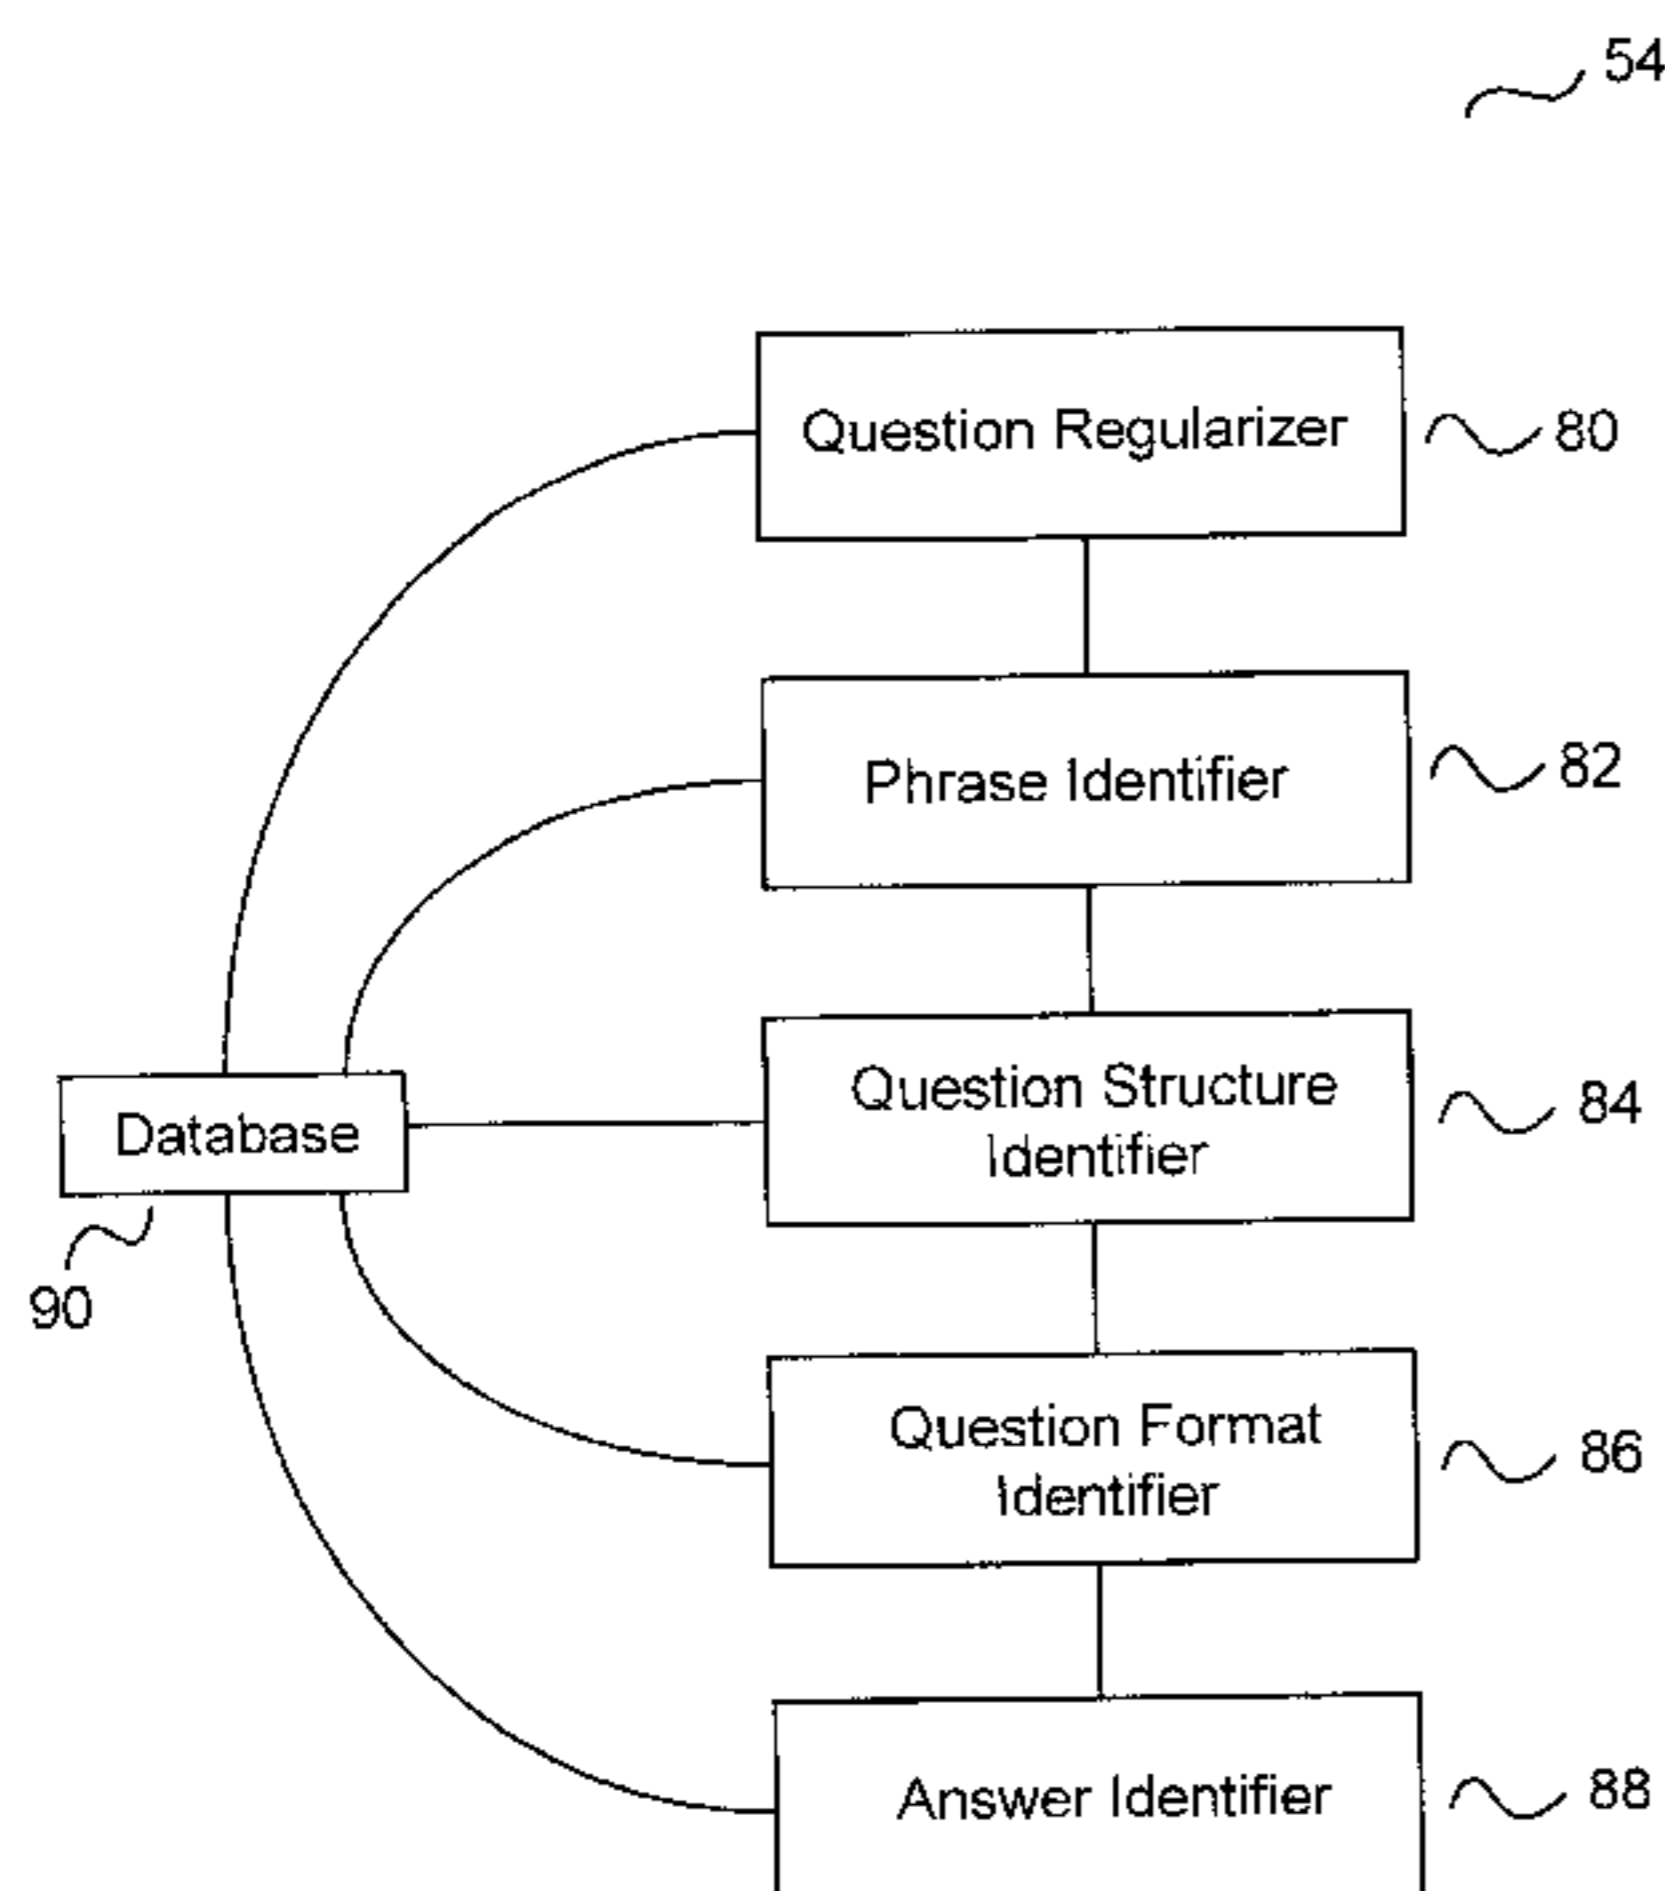 54
Question Regularizer
80
Phrase Identifier
82
Question Structure
Identifier
84
Database
90
Question Format
Identifier
86
Answer Identifier
88